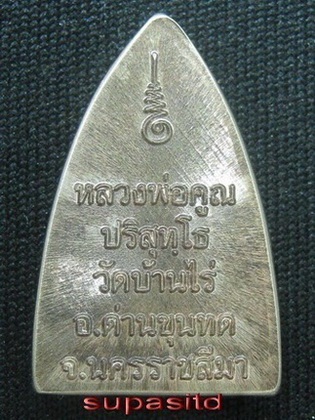 หลวงพ่อคูณ
ปริสุทฺโธ
วัดบ้านไร่
อ.ด่านขุนทด
จ.นครราชสีมา
supasitd